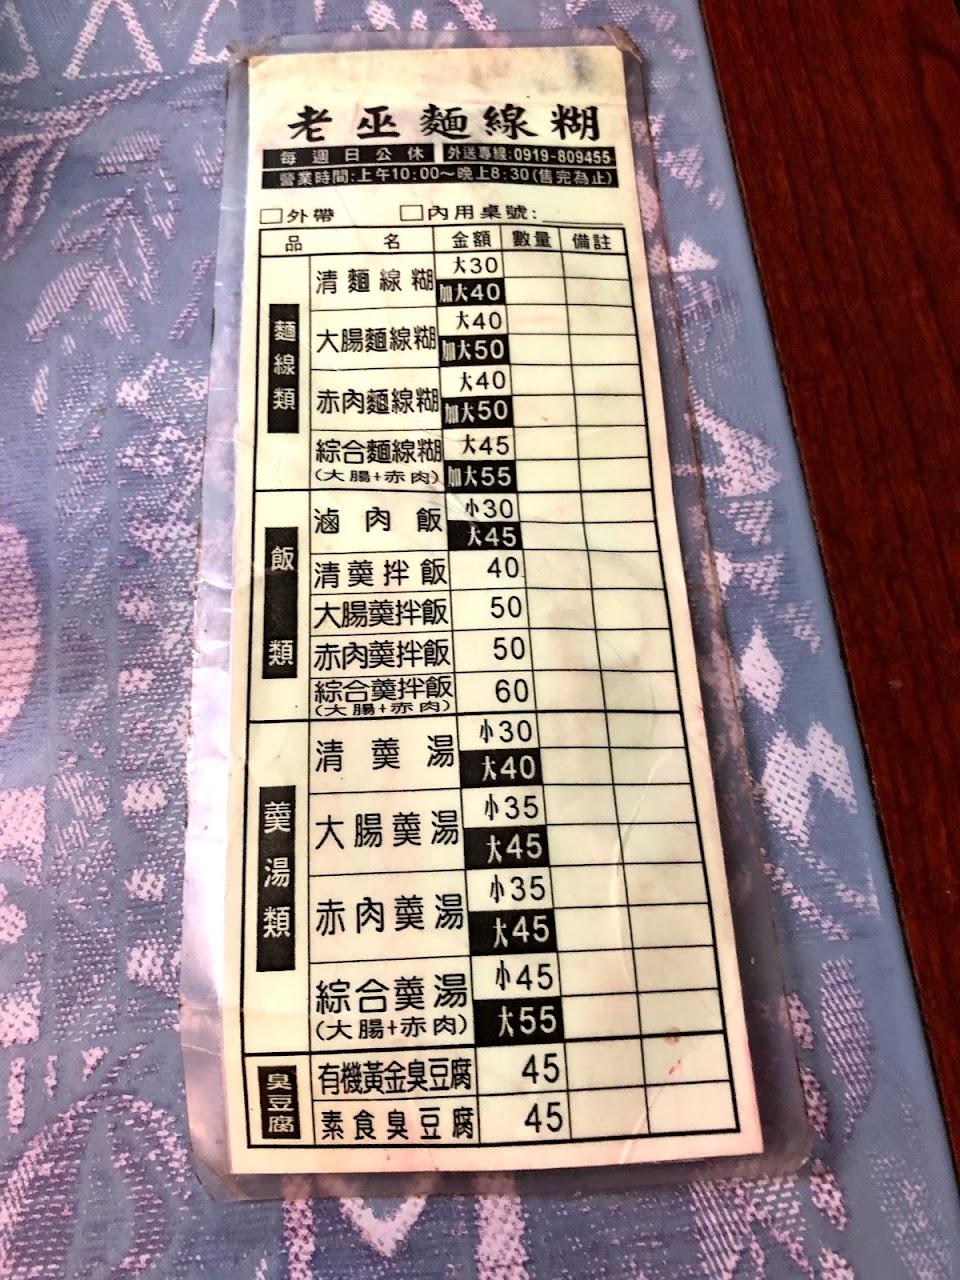 老巫麵線糊
每週日公休 外送專線:0919-809455
營業時間:上午10:00～晚上8:30(售完為止)
□外帶 □內用桌號:
品名 金額 數量 備註
麵線類
清麵線糊 大30
加大40
大腸麵線糊 大40
加大50
赤肉麵線糊 大40
加大50
綜合麵線糊 大45
(大腸+赤肉) 加大55
飯類
滷肉飯 小30
大45
清羹拌飯 40
大腸羹拌飯 50
赤肉羹拌飯 50
綜合羹拌飯 60
(大腸+赤肉)
羹湯類
清羹湯 小30
大40
大腸羹湯 小35
大45
赤肉羹湯 小35
大45
綜合羹湯 小45
(大腸+赤肉) 大55
臭豆腐
有機黃金臭豆腐 45
素食臭豆腐 45